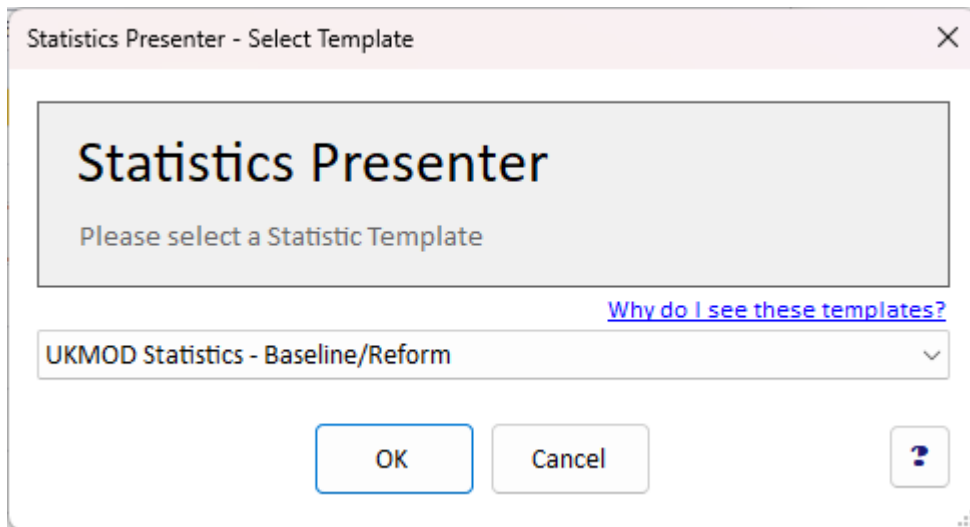 Statistics Presenter - Select Template
Statistics Presenter
Please select a Statistic Template
Why do I see these templates?
UKMOD Statistics - Baseline/Reform
OK
Cancel
?